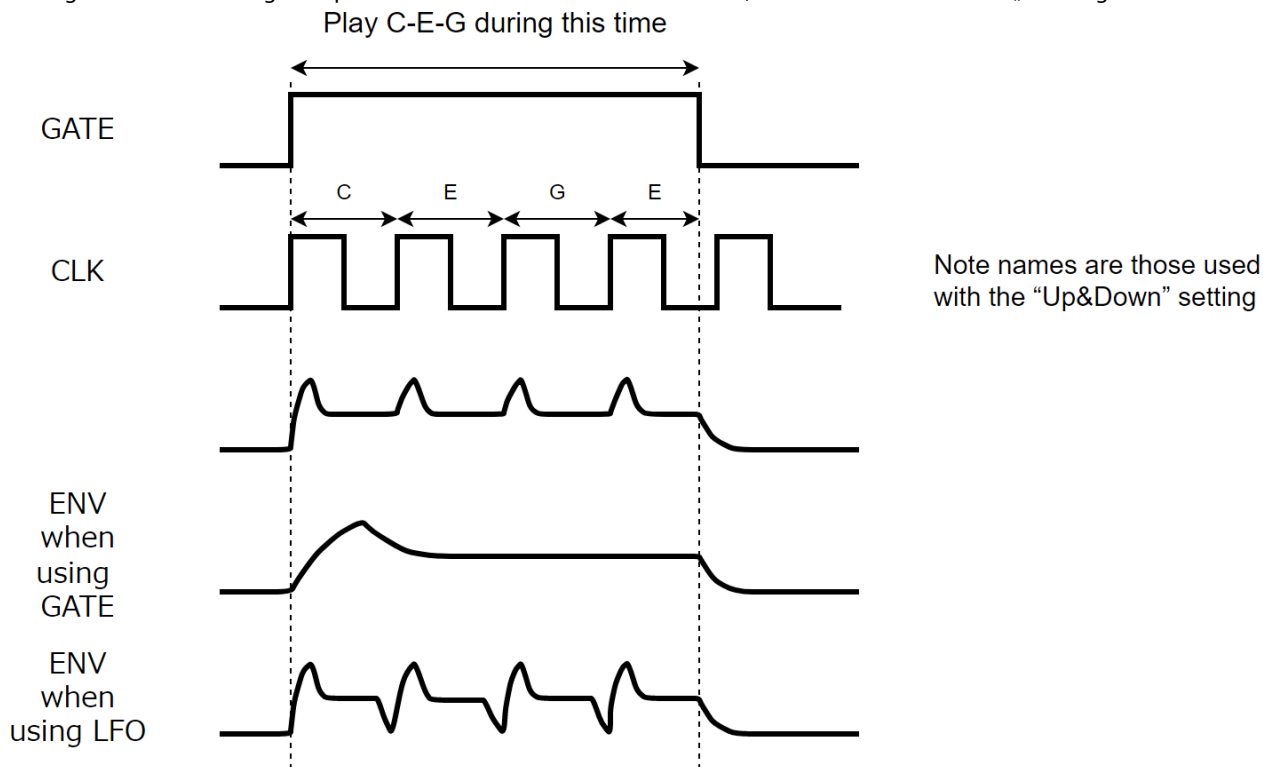 Play C-E-G during this time
GATE
C E G E
CLK
Note names are those used
with the “Up&Down” setting
ENV
when
using
GATE
ENV
when
using LFO